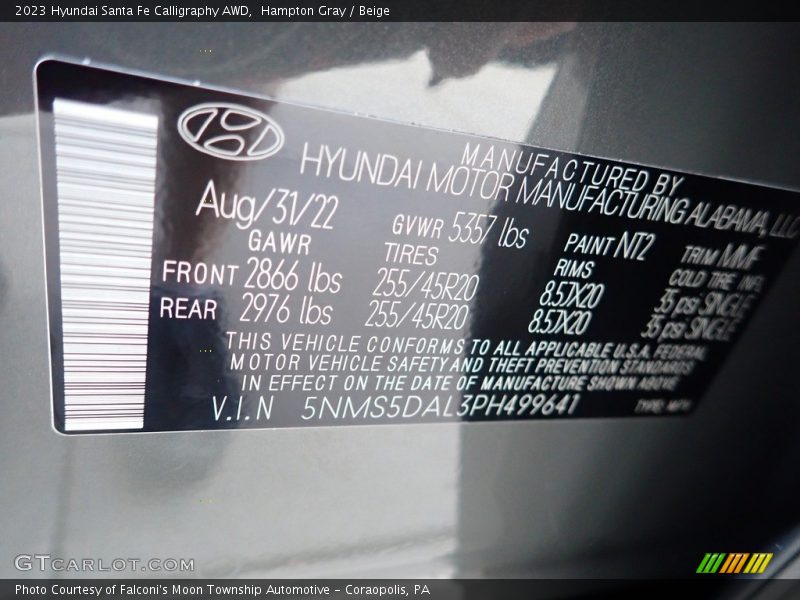 2023 Hyundai Santa Fe Calligraphy AWD, Hampton Gray / Beige
MANUFACTURED BY
HYUNDAI MOTOR MANUFACTURING ALABAMA, LLC
Aug/31/22 GVWR 5357 lbs PAINT NT2 TRIM MMF
GAWR TIRES RIMS COLD TIRE INFL
FRONT 2866 lbs 255/45R20 8.5JX20 35 psi SINGLE
REAR 2976 lbs 255/45R20 8.5JX20 35 psi SINGLE
THIS VEHICLE CONFORMS TO ALL APPLICABLE U.S.A. FEDERAL
MOTOR VEHICLE SAFETY AND THEFT PREVENTION STANDARDS
IN EFFECT ON THE DATE OF MANUFACTURE SHOWN ABOVE
V.I.N 5NMS5DAL3PH499641 TYPE:
GTCARLOT.COM
Photo Courtesy of Falconi's Moon Township Automotive - Coraopolis, PA